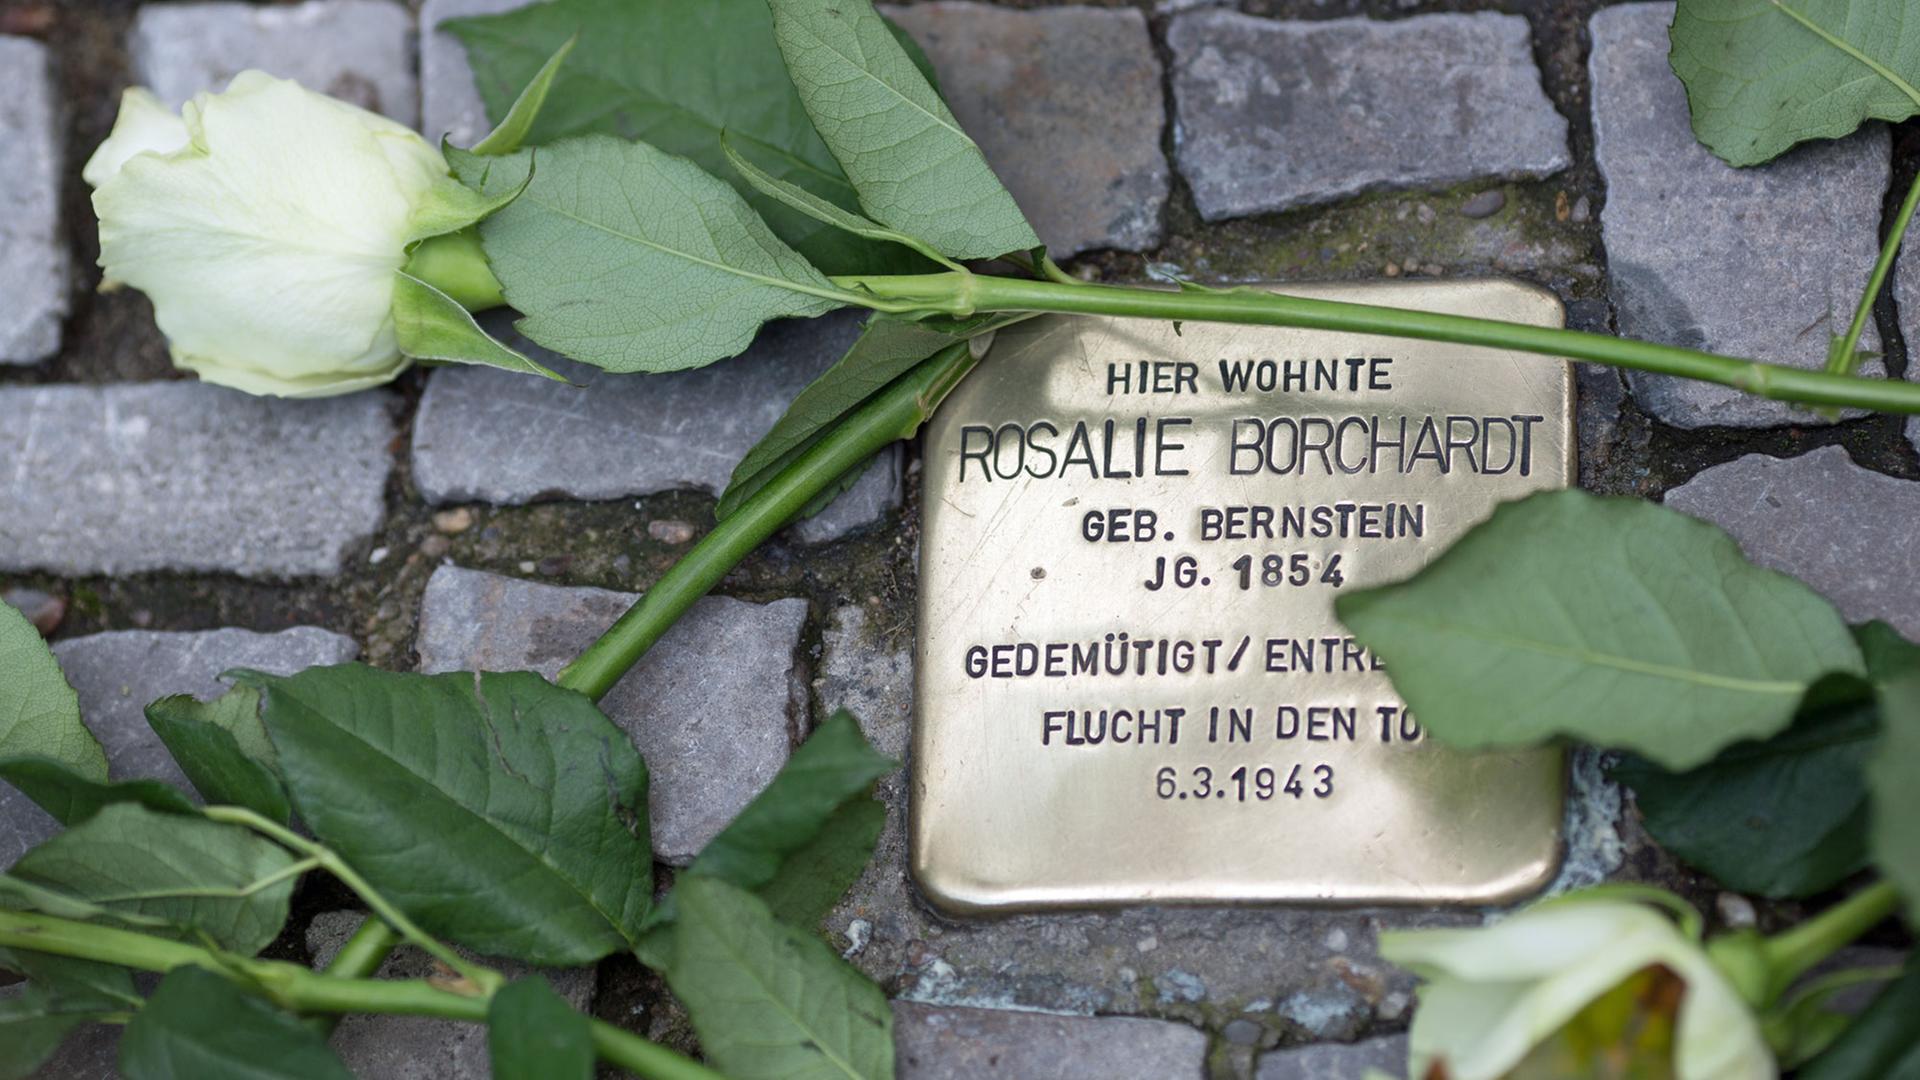 HIER WOHNTE
ROSALIE BORCHARDT
GEB. BERNSTEIN
JG. 1854
GEDEMÜTIGT/
FLUCHT IN DEN
6.3.1943